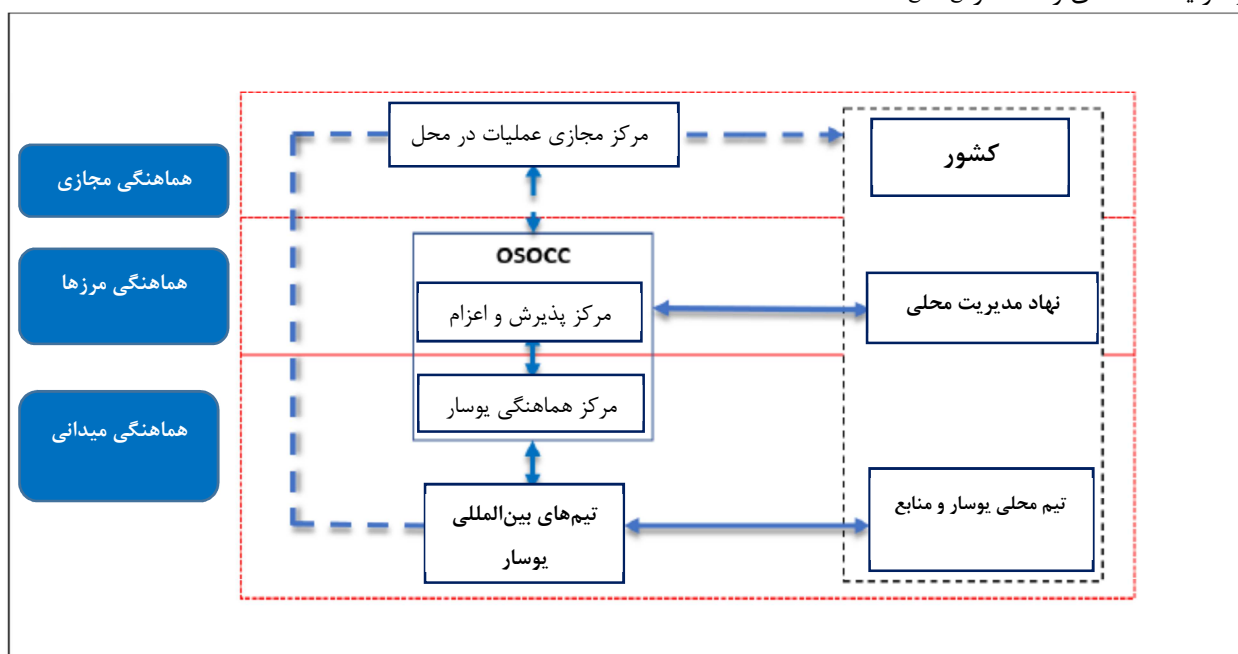 مرکز مجازی عملیات در محل
کشور
هماهنگی مجازی
OSOCC
هماهنگی مرزها
مرکز پذیرش و اعزام
نهاد مدیریت محلی
مرکز هماهنگی یوسار
هماهنگی میدانی
تیم‌های بین‌المللی
یوسار
تیم محلی یوسار و منابع